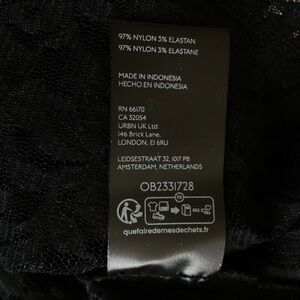 97% NYLON 3% ELASTAN
97% NYLON 3% ELASTANE
MADE IN INDONESIA
HECHO EN INDONESIA
RN 66170
CA 32054
URBN UK Ltd.
146 Brick Lane,
LONDON, E1 6RU
LEIDSESTRAAT 32, 1017 PB
AMSTERDAM, NETHERLANDS
OB2331728
FR
ou
quefairedemesdechets.fr